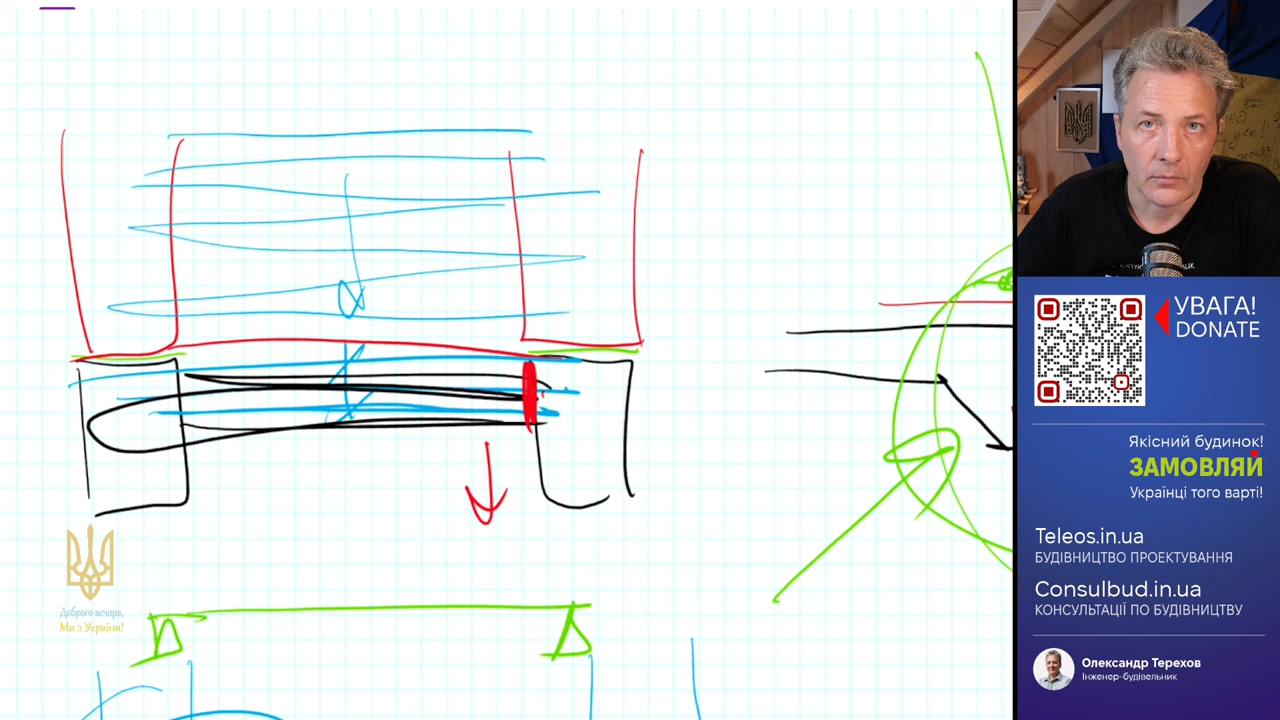 Доброго вечора,
Ми з України!
УВАГА!
DONATE
Якісний будинок!
ЗАМОВЛЯЙ
Українці того варті!
Teleos.in.ua
БУДІВНИЦТВО ПРОЕКТУВАННЯ
Consulbud.in.ua
КОНСУЛЬТАЦІЇ ПО БУДІВНИЦТВУ
Олександр Терехов
Інженер-будівельник